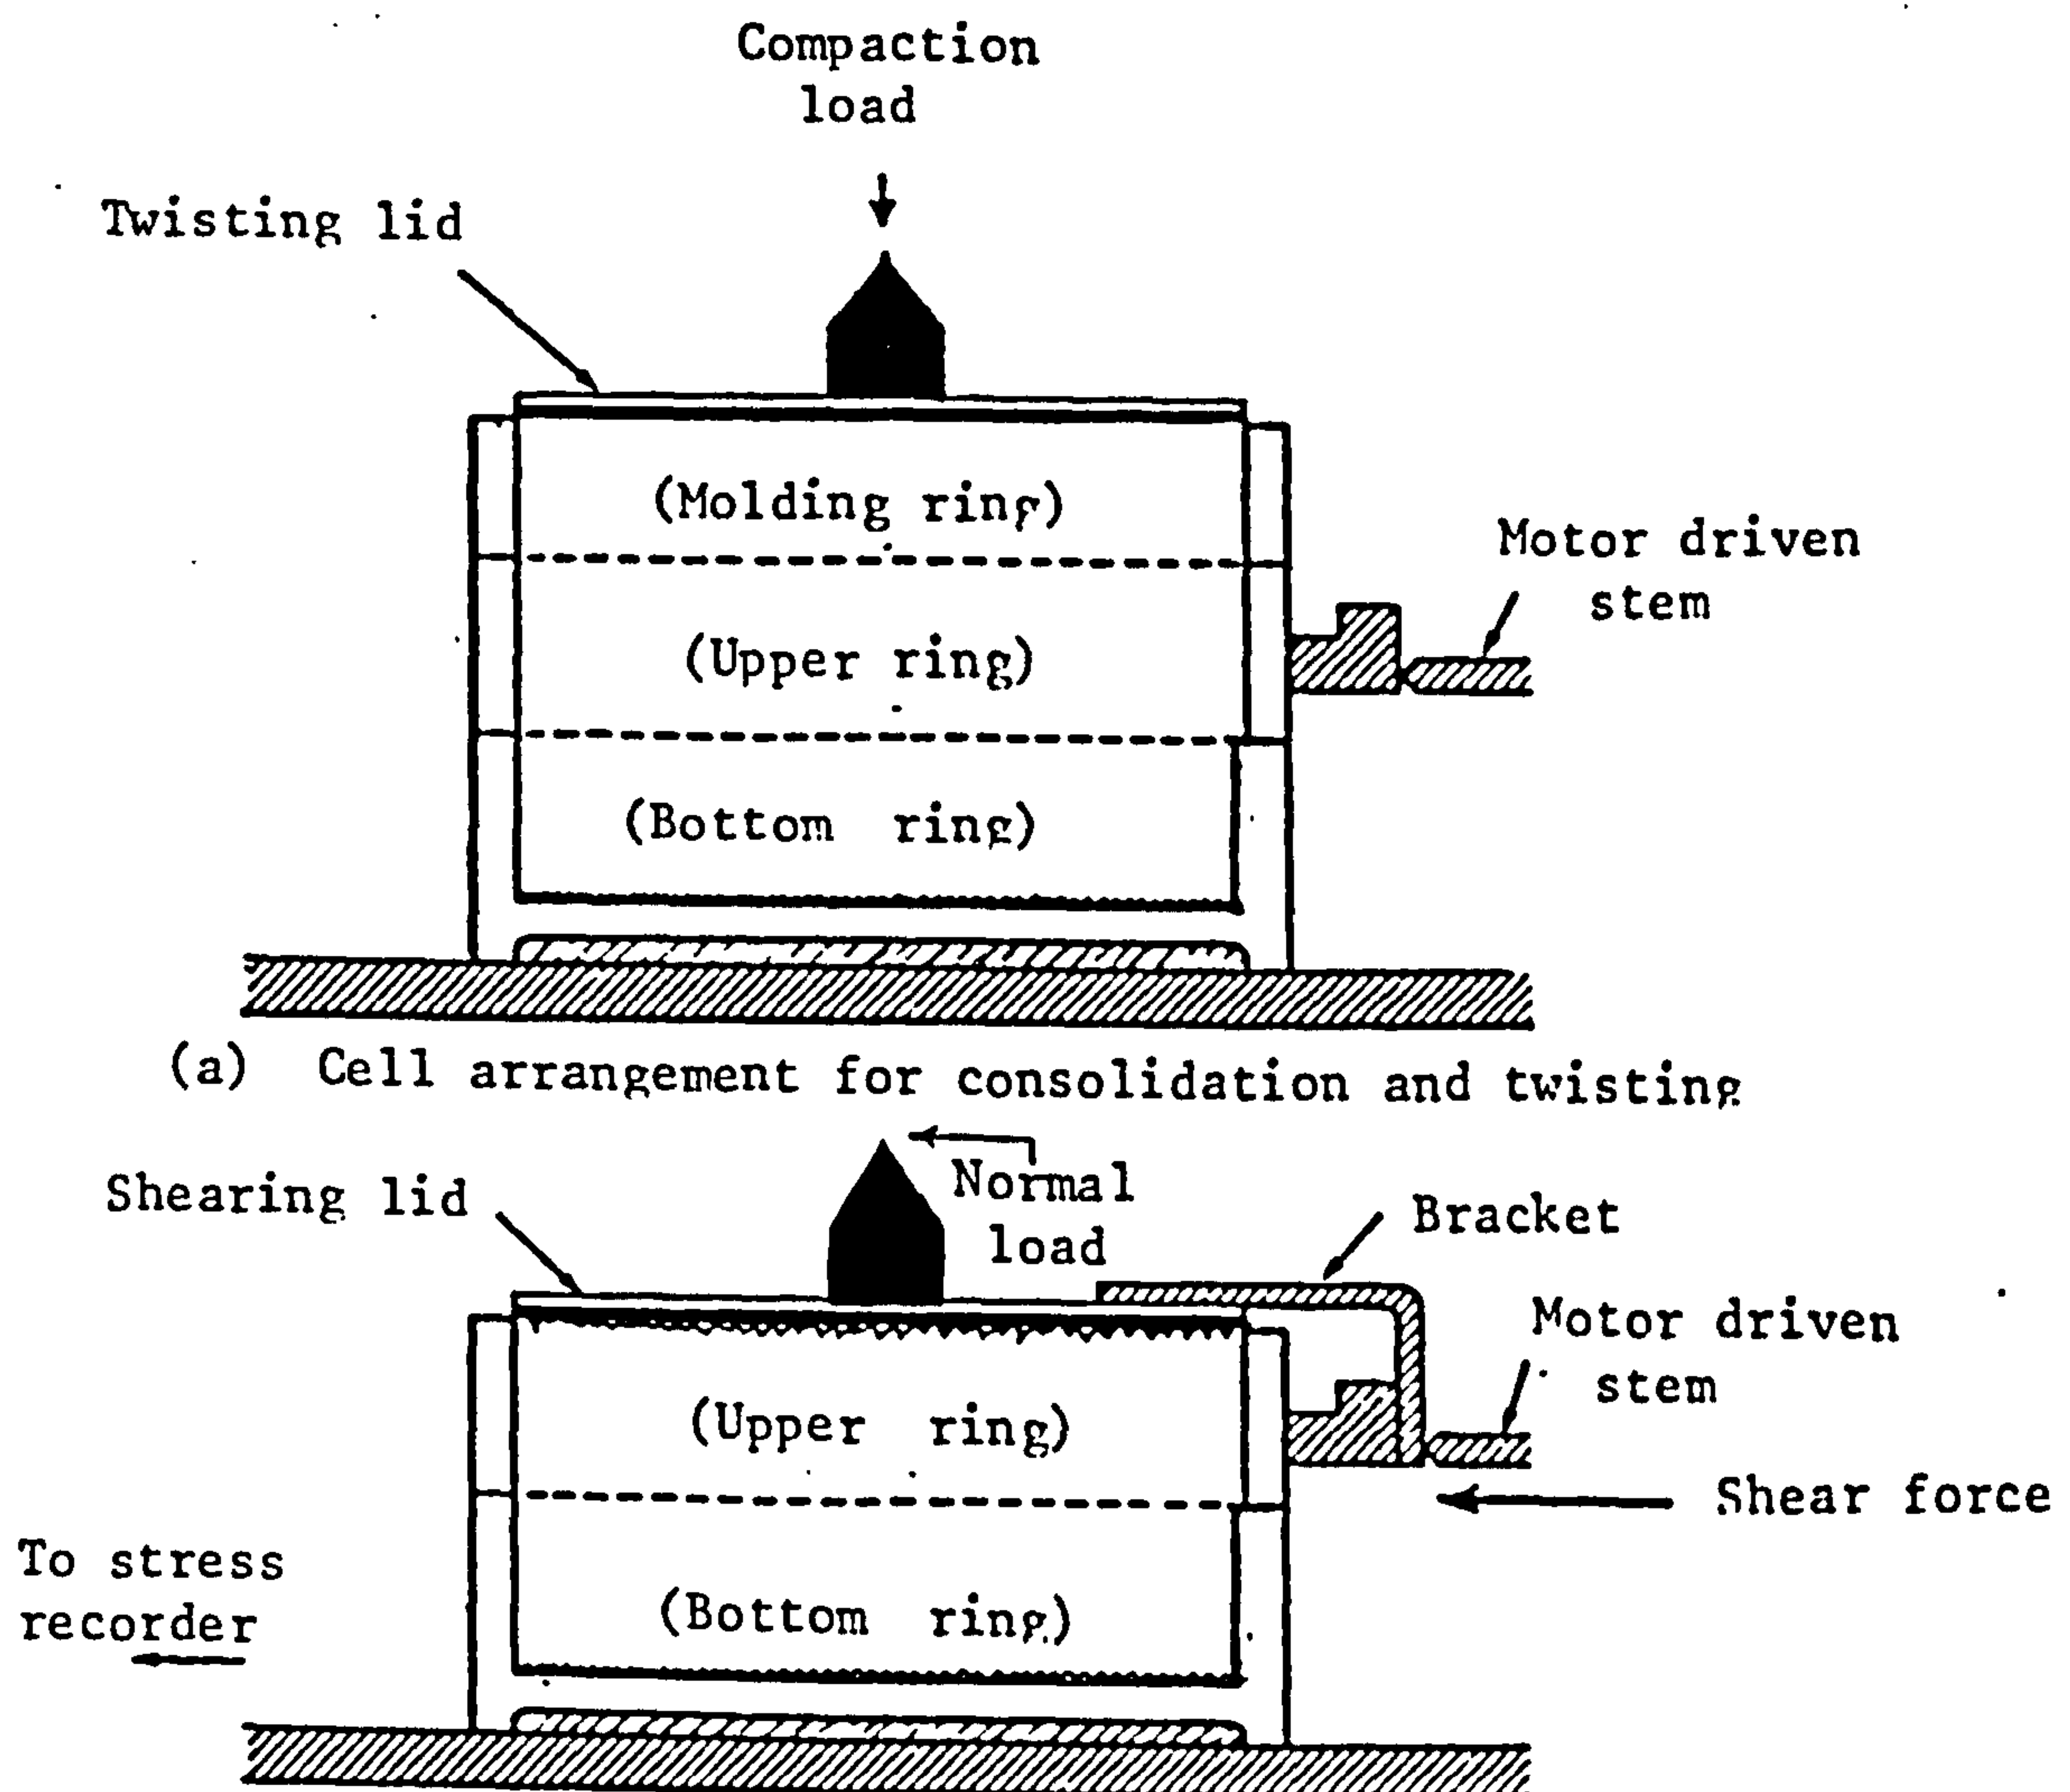 Compaction
load
Twisting lid
(Molding ring)
Motor driven
stem
(Upper ring)
(Bottom ring)
(a) Cell arrangement for consolidation and twisting
Shearing lid
Normal
load
Bracket
Motor driven
stem
(Upper ring)
Shear force
To stress
recorder
(Bottom ring)